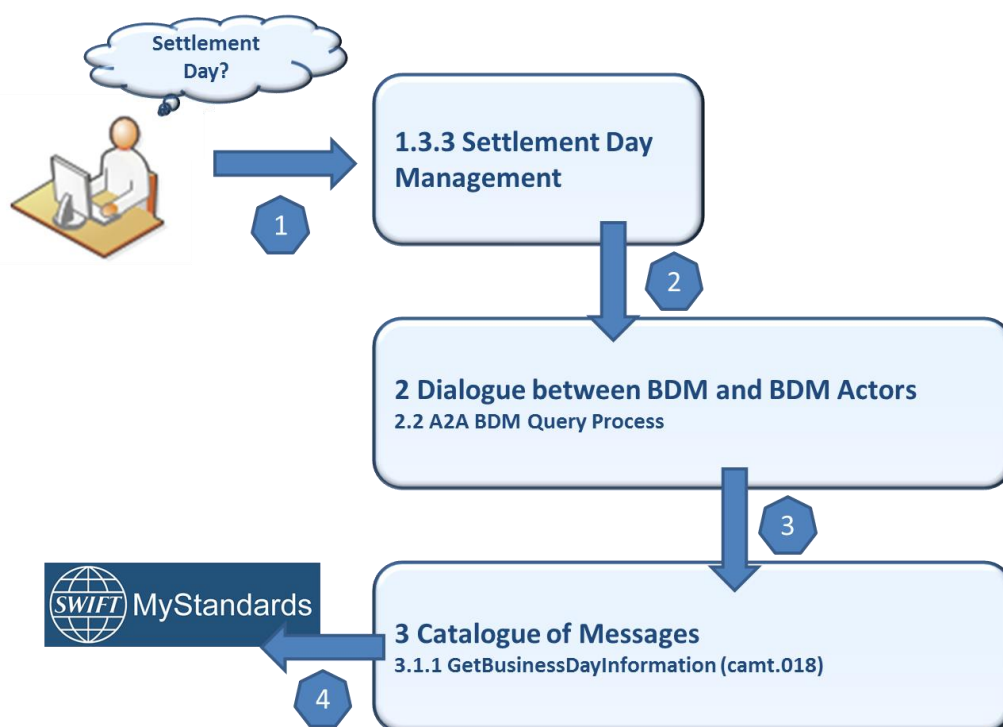 Settlement
Day?
1.3.3 Settlement Day
Management
1
2
2 Dialogue between BDM and BDM Actors
2.2 A2A BDM Query Process
3
SWIFT MyStandards
3 Catalogue of Messages
3.1.1 GetBusinessDayInformation (camt.018)
4